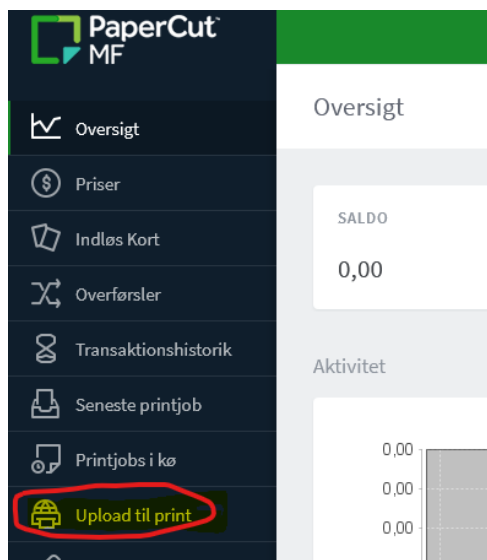 PaperCut
MF
Oversigt
Priser
Indløs Kort
Overførsler
Transaktionshistorik
Seneste printjob
Printjobs i kø
Upload til print
Oversigt
SALDO
0,00
Aktivitet
0,00
0,00
0,00